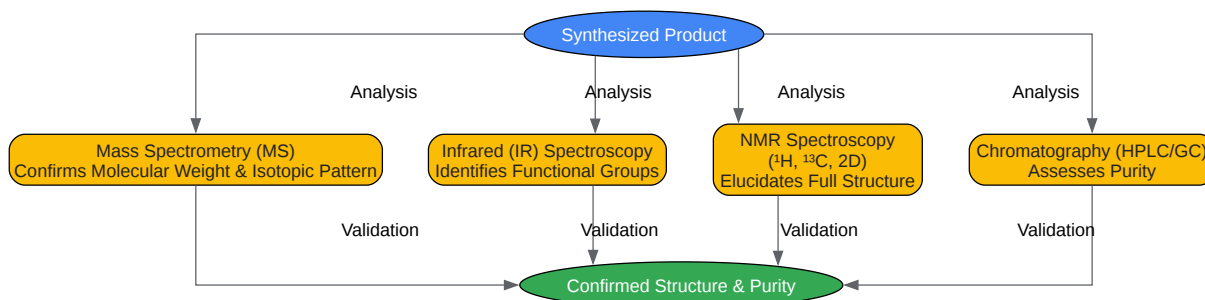 Synthesized Product
Analysis
Analysis
Analysis
Analysis
Mass Spectrometry (MS)
Confirms Molecular Weight & Isotopic Pattern
Infrared (IR) Spectroscopy
Identifies Functional Groups
NMR Spectroscopy
(¹H, ¹³C, 2D)
Elucidates Full Structure
Chromatography (HPLC/GC)
Assesses Purity
Validation
Validation
Validation
Validation
Confirmed Structure & Purity